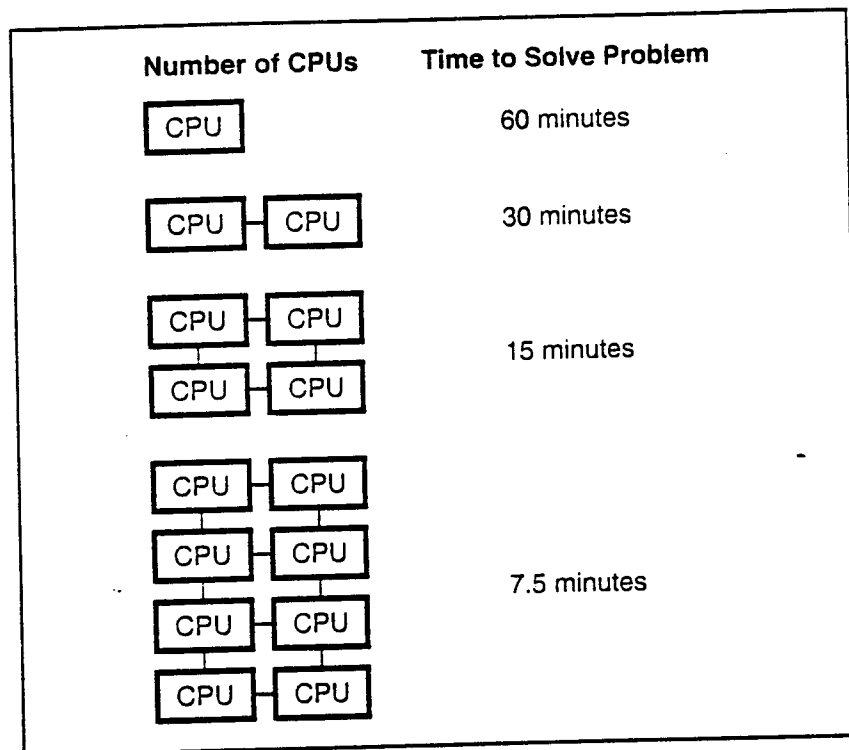 Number of CPUs Time to Solve Problem
CPU 60 minutes
CPU CPU 30 minutes
CPU CPU
15 minutes
CPU CPU
CPU CPU
CPU CPU
7.5 minutes
CPU CPU
CPU CPU